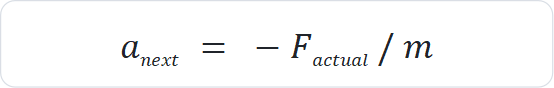 a_next = − F_actual / m